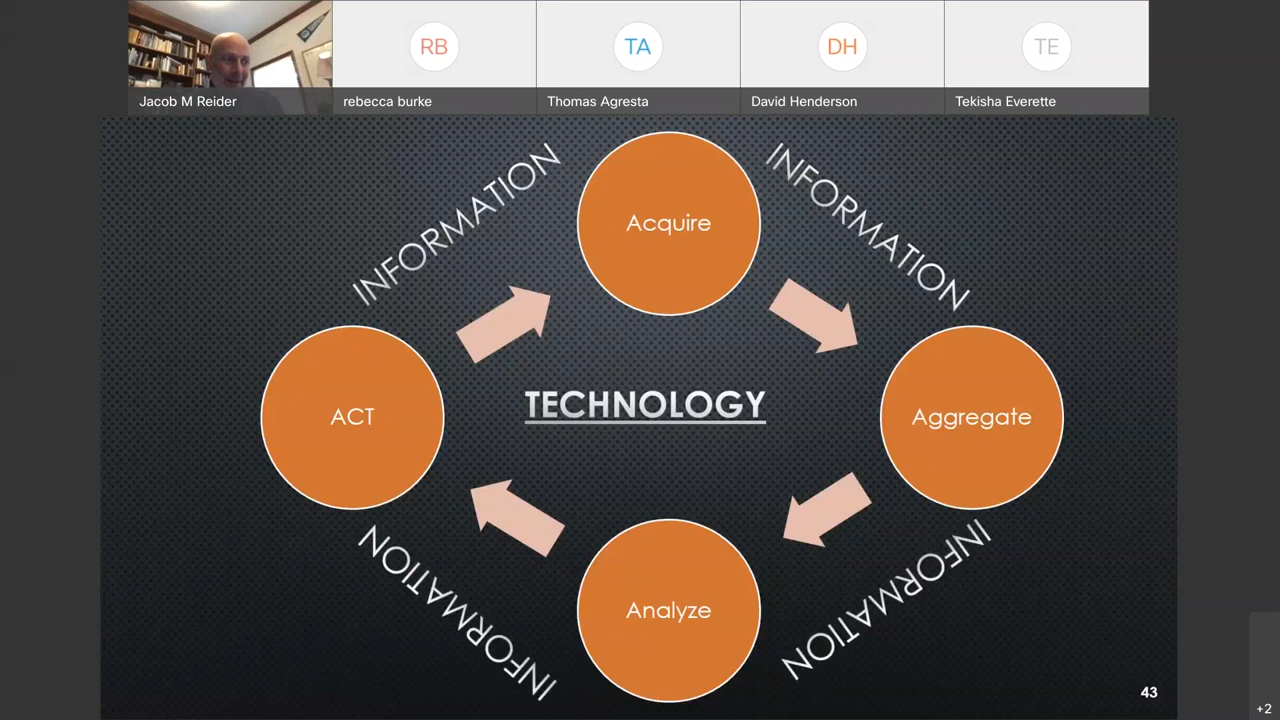 RB
TA
DH
TE
Jacob M Reider
rebecca burke
Thomas Agresta
David Henderson
Tekisha Everette
INFORMATION
INFORMATION
Acquire
TECHNOLOGY
ACT
Aggregate
Analyze
INFORMATION
INFORMATION
43
+2